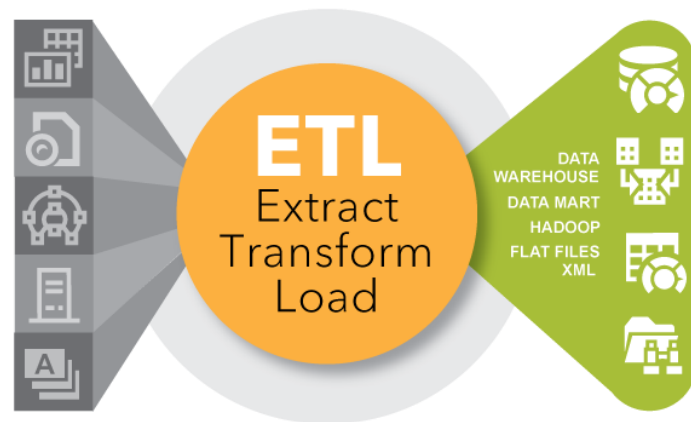 ETL
Extract
Transform
Load
DATA
WAREHOUSE
DATA MART
HADOOP
FLAT FILES
XML
A